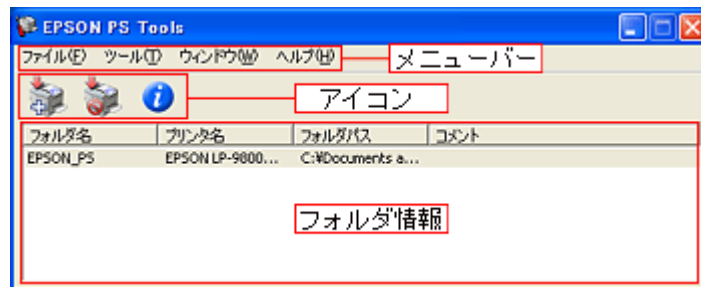 EPSON PS Tools
ファイル(F) ツール(T) ウィンドウ(W) ヘルプ(H)
メニューバー
アイコン
フォルダ名 プリンタ名 フォルダパス コメント
EPSON_PS EPSON LP-9800... C:¥Documents a...
フォルダ情報